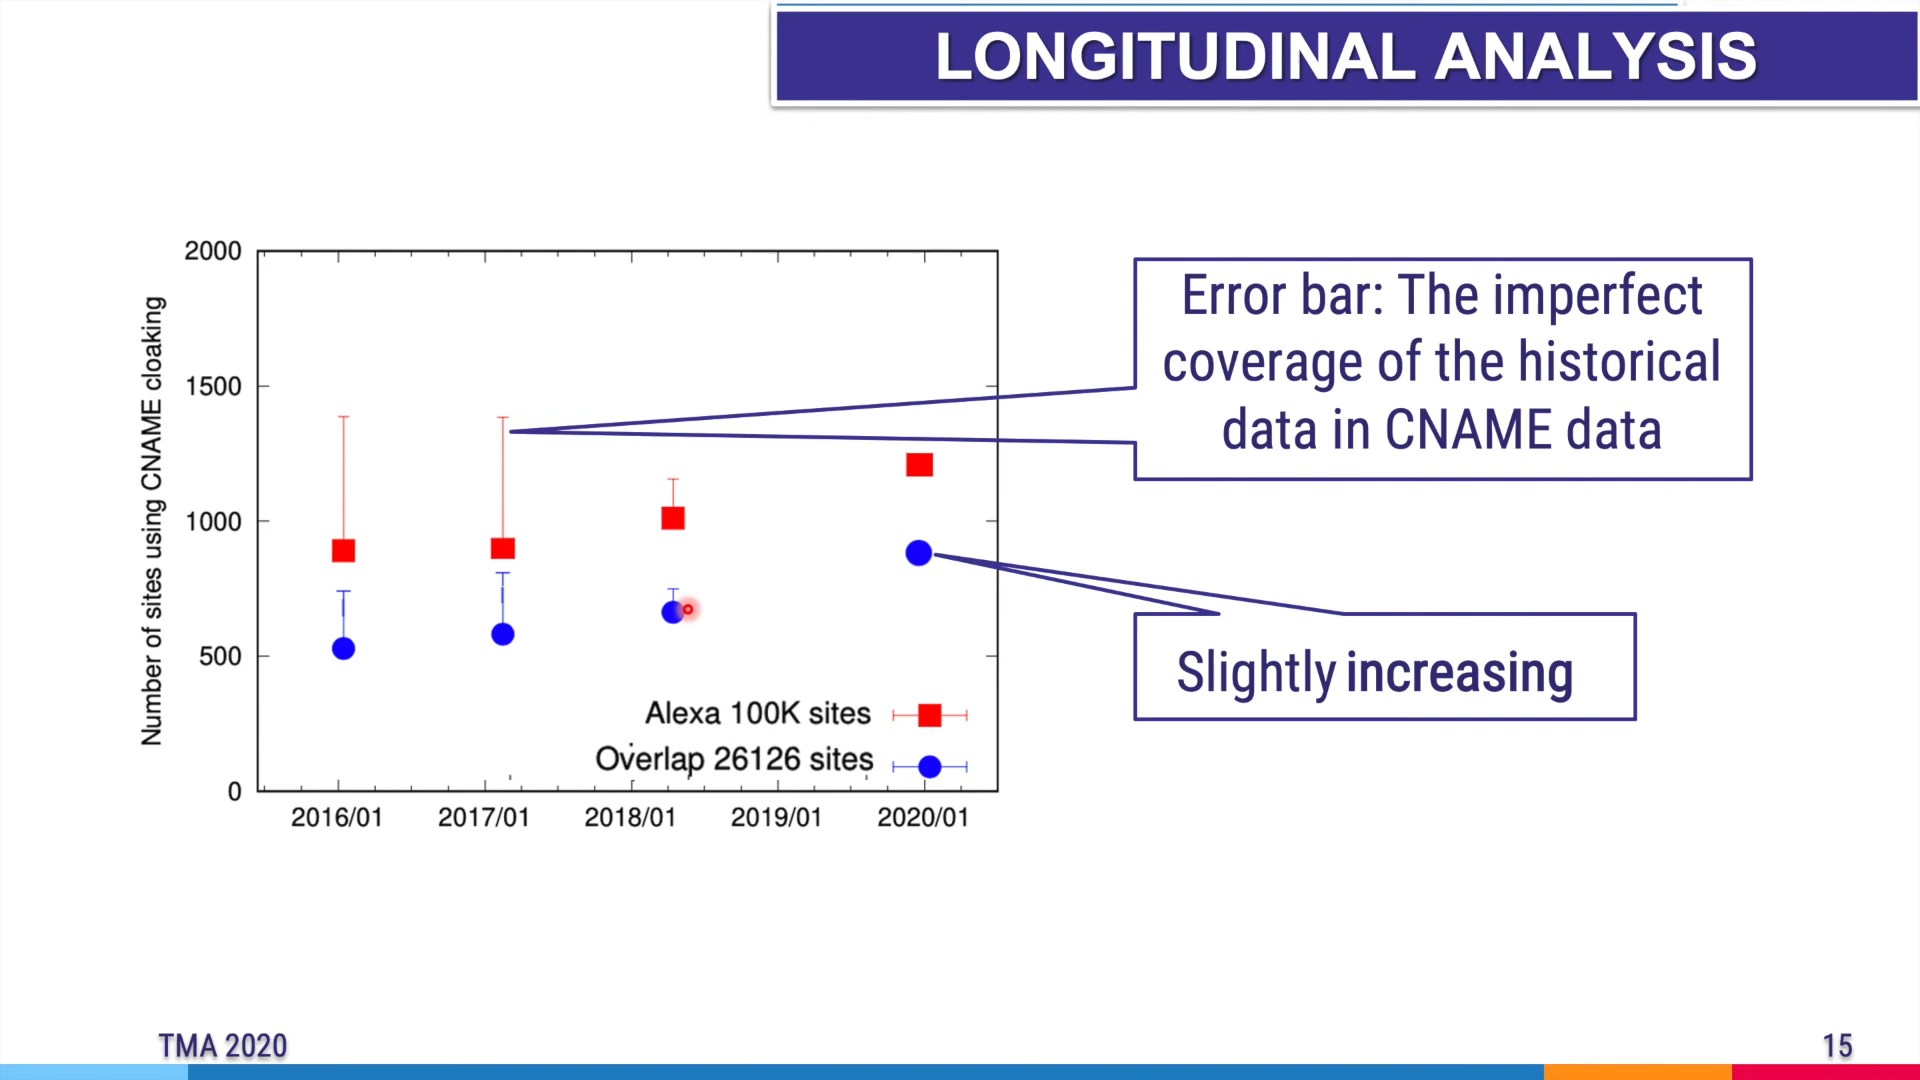 LONGITUDINAL ANALYSIS
Number of sites using CNAME cloaking
2000
1500
1000
500
0
2016/01
2017/01
2018/01
2019/01
2020/01
Alexa 100K sites
Overlap 26126 sites
Error bar: The imperfect
coverage of the historical
data in CNAME data
Slightly increasing
TMA 2020
15